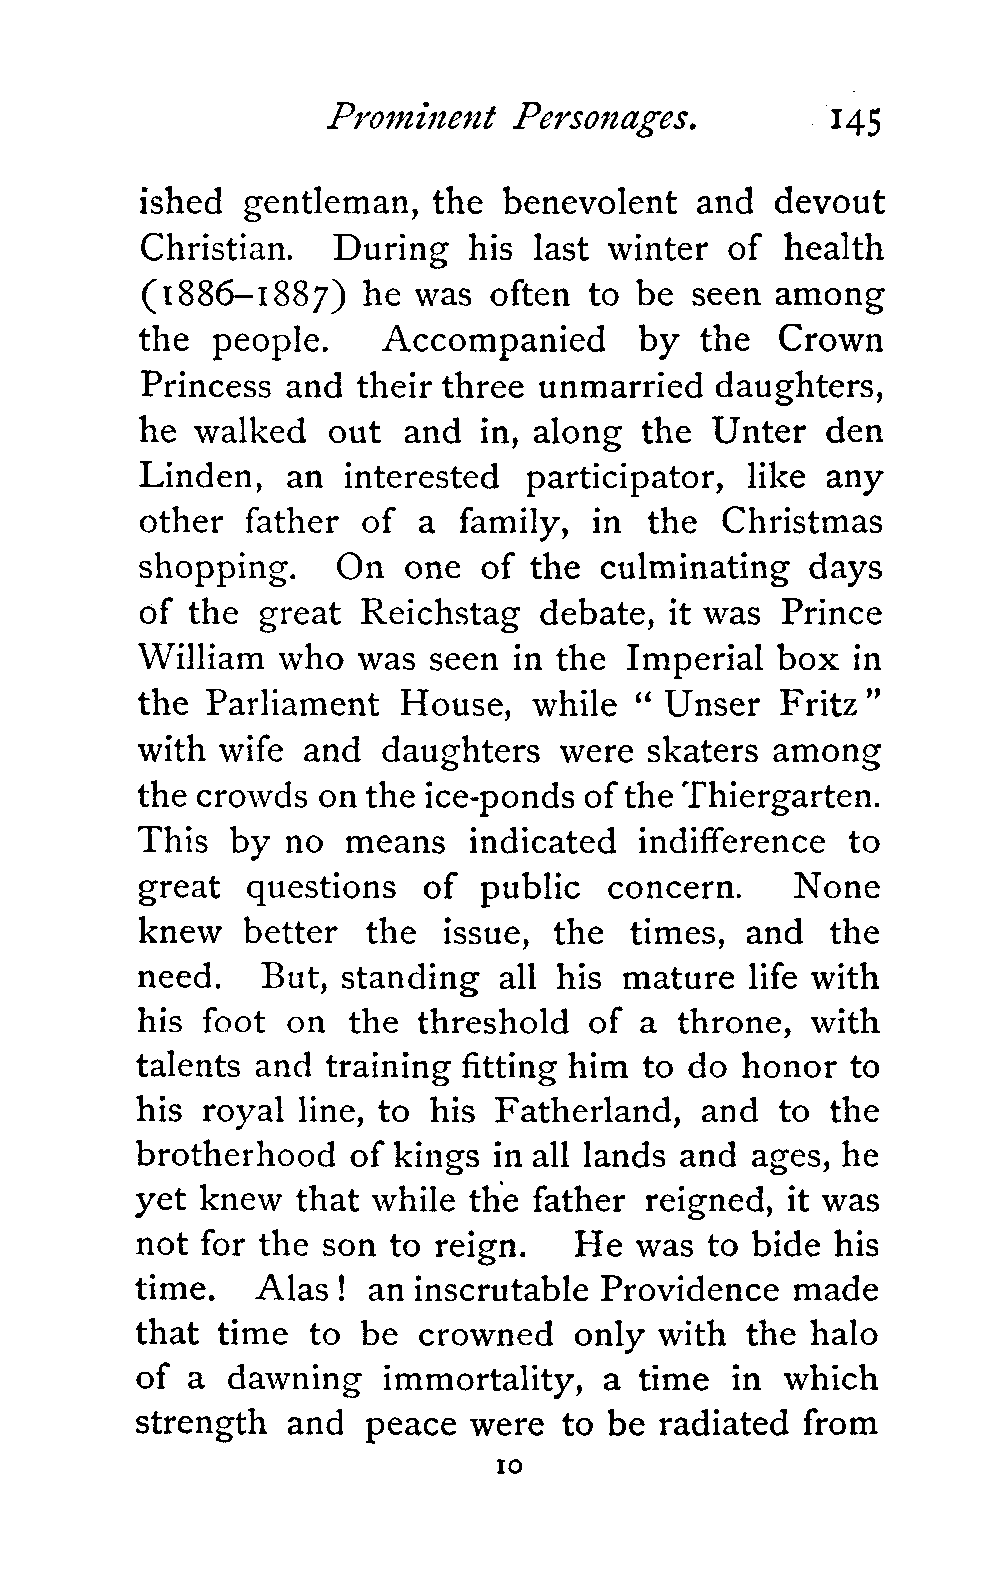 Prominent Personages. 145
ished gentleman, the benevolent and devout
Christian. During his last winter of health
(1886–1887) he was often to be seen among
the people. Accompanied by the Crown
Princess and their three unmarried daughters,
he walked out and in, along the Unter den
Linden, an interested participator, like any
other father of a family, in the Christmas
shopping. On one of the culminating days
of the great Reichstag debate, it was Prince
William who was seen in the Imperial box in
the Parliament House, while “ Unser Fritz ”
with wife and daughters were skaters among
the crowds on the ice-ponds of the Thiergarten.
This by no means indicated indifference to
great questions of public concern. None
knew better the issue, the times, and the
need. But, standing all his mature life with
his foot on the threshold of a throne, with
talents and training fitting him to do honor to
his royal line, to his Fatherland, and to the
brotherhood of kings in all lands and ages, he
yet knew that while the father reigned, it was
not for the son to reign. He was to bide his
time. Alas ! an inscrutable Providence made
that time to be crowned only with the halo
of a dawning immortality, a time in which
strength and peace were to be radiated from
10